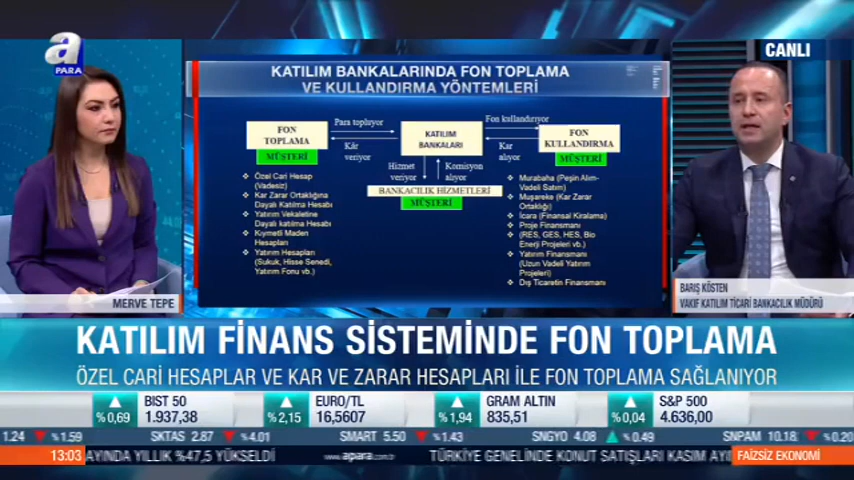 a
PARA
CANLI
KATILIM BANKALARINDA FON TOPLAMA
VE KULLANDIRMA YÖNTEMLERİ
FON
TOPLAMA
MÜŞTERİ
Para topluyor
Kâr
veriyor
KATILIM
BANKALARI
Fon kullandırıyor
Kar
alıyor
FON
KULLANDIRMA
MÜŞTERİ
Hizmet
veriyor
Komisyon
alıyor
BANKACILIK HİZMETLERİ
MÜŞTERİ
❖ Özel Cari Hesap
(Vadesiz)
❖ Kar Zarar Ortaklığına
Dayalı Katılma Hesabı
❖ Yatırım Vekaletine
Dayalı katılma Hesabı
❖ Kıymetli Maden
Hesapları
❖ Yatırım Hesapları
(Sukuk, Hisse Senedi,
Yatırım Fonu vb.)
❖ Murabaha (Peşin Alım-
Vadeli Satım)
❖ Muşareke (Kar Zarar
Ortaklığı)
❖ İcara (Finansal Kiralama)
❖ Proje Finansmanı
❖ (RES, GES, HES, Bio
Enerji Projeleri vb.)
❖ Yatırım Finansmanı
(Uzun Vadeli Yatırım
Projeleri)
❖ Dış Ticaretin Finansmanı
MERVE TEPE
BARIŞ KÖSTEN
VAKIF KATILIM TİCARİ BANKACILIK MÜDÜRÜ
KATILIM FİNANS SİSTEMİNDE FON TOPLAMA
ÖZEL CARİ HESAPLAR VE KAR VE ZARAR HESAPLARI İLE FON TOPLAMA SAĞLANIYOR
% 0,69 BIST 50 1.937,38
% 2,15 EURO/TL 16,5607
% 1,94 GRAM ALTIN 835,51
% 0,04 S&P 500 4.636,00
1.24 %1.59 SKTAS 2.87 %4.01 SMART 5.50 %1.43 SNGYO 4.08 %0.49 SNPAM 10.18 %0.20
13:03 AYINDA YILLIK %47,5 YÜKSELDİ www.apara.com.tr TÜRKİYE GENELİNDE KONUT SATIŞLARI KASIM AYI FAİZSİZ EKONOMİ